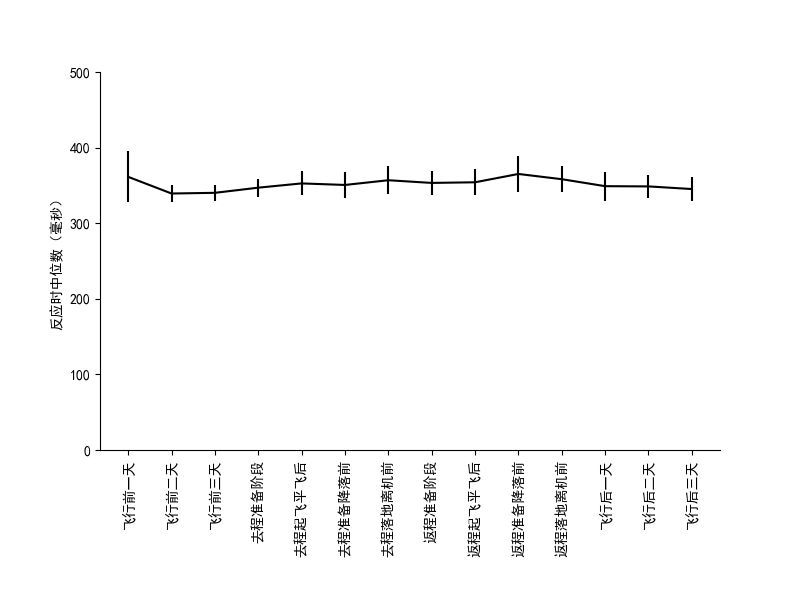 500
400
300
200
100
0
反应时中位数（毫秒）
飞行前一天
飞行前二天
飞行前三天
去程准备阶段
去程起飞平飞后
去程准备降落前
去程落地离机前
返程准备阶段
返程起飞平飞后
返程准备降落前
返程落地离机前
飞行后一天
飞行后二天
飞行后三天